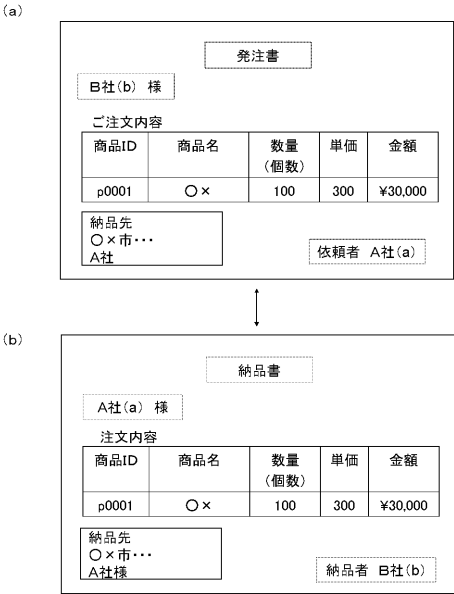 (a)
発注書
B社(b) 様
ご注文内容
商品ID 商品名 数量(個数) 単価 金額
p0001 ○× 100 300 ¥30,000
納品先
○×市・・・
A社
依頼者 A社(a)
(b)
納品書
A社(a) 様
注文内容
商品ID 商品名 数量(個数) 単価 金額
p0001 ○× 100 300 ¥30,000
納品先
○×市・・・
A社様
納品者 B社(b)